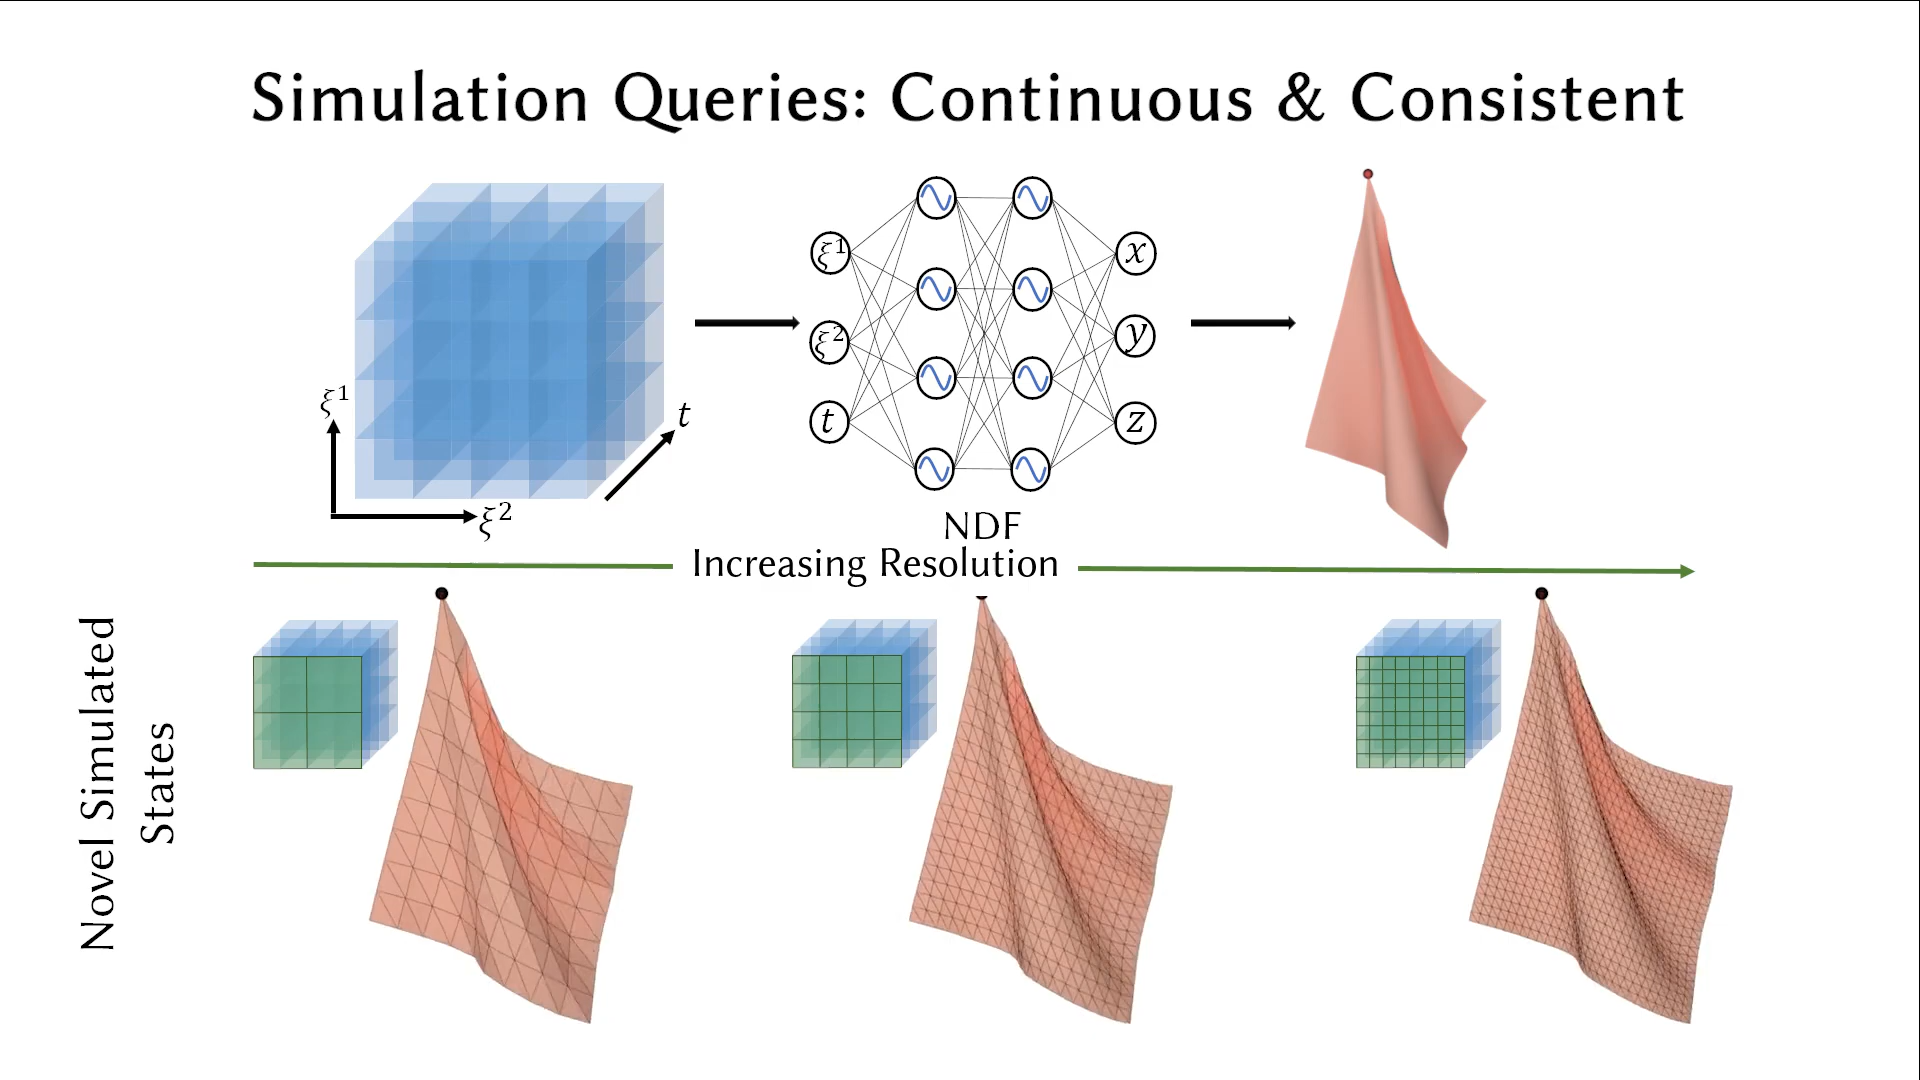 Simulation Queries: Continuous & Consistent
ξ¹
ξ²
t
ξ¹
ξ²
t
x
y
z
NDF
Increasing Resolution
Novel Simulated
States